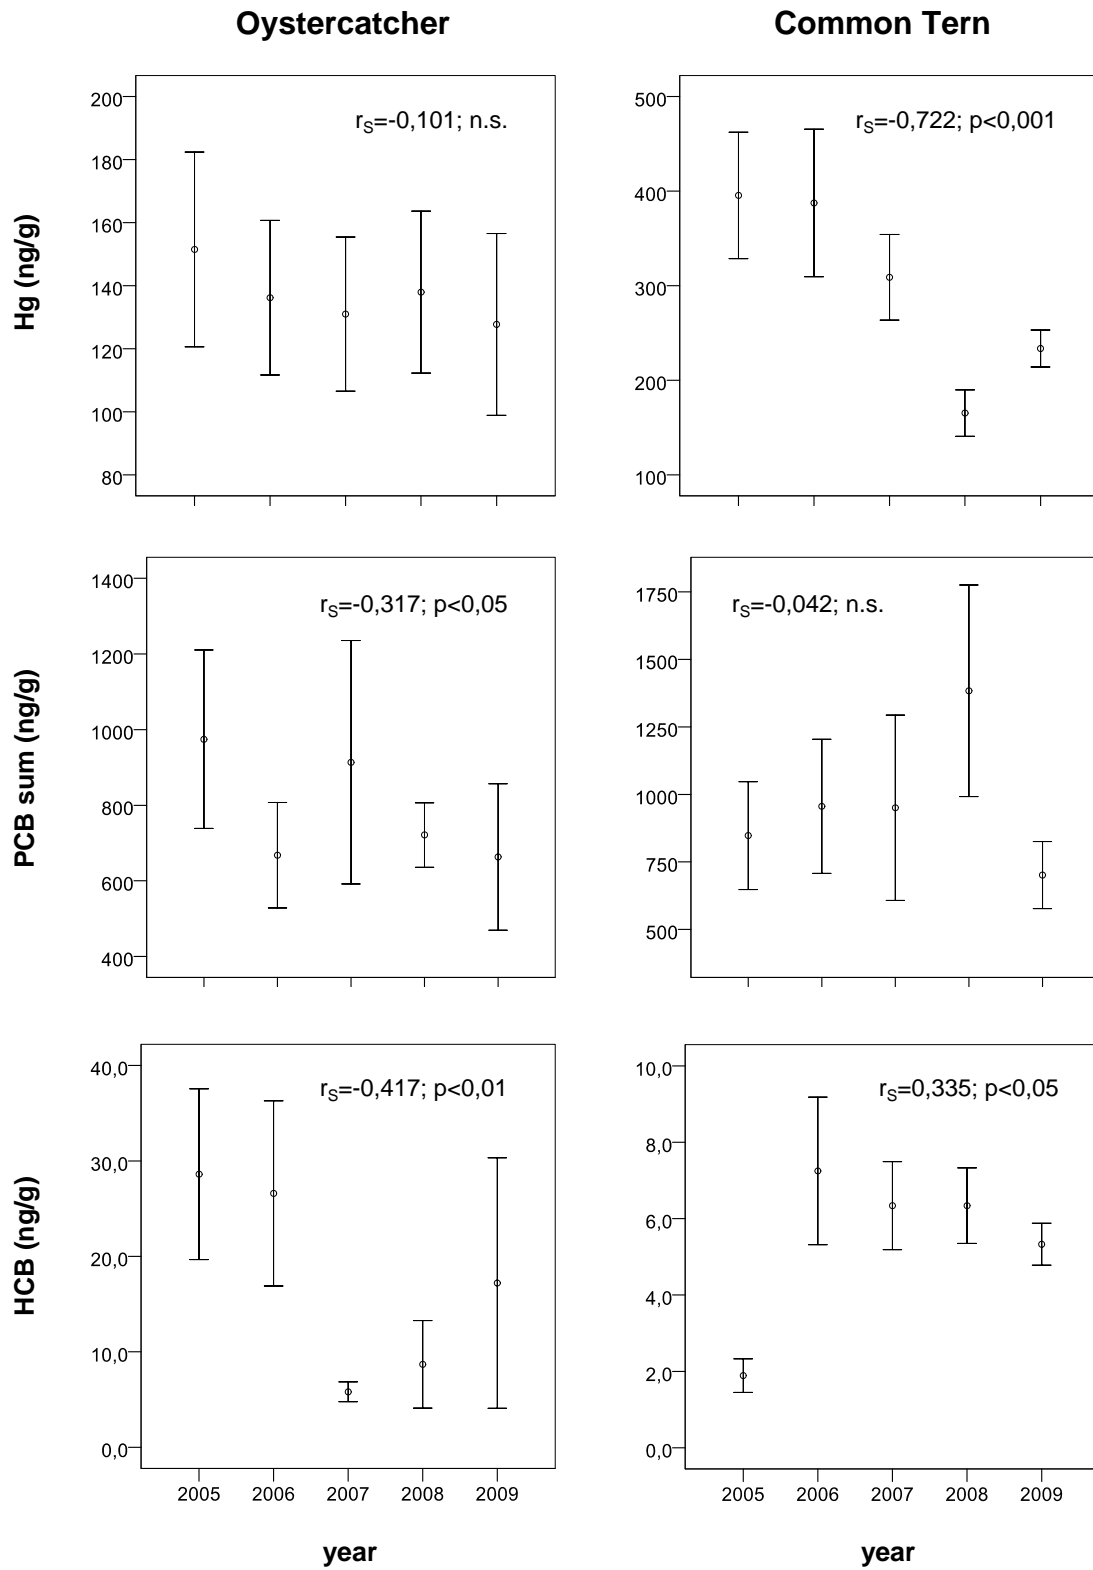 Oystercatcher
Common Tern
Hg (ng/g)
200
180
160
140
120
100
80
rS=-0,101; n.s.
500
400
300
200
100
rS=-0,722; p<0,001
PCB sum (ng/g)
1400
1200
1000
800
600
400
rS=-0,317; p<0,05
1750
1500
1250
1000
750
500
rS=-0,042; n.s.
HCB (ng/g)
40,0
30,0
20,0
10,0
0,0
rS=-0,417; p<0,01
10,0
8,0
6,0
4,0
2,0
0,0
rS=0,335; p<0,05
2005 2006 2007 2008 2009
2005 2006 2007 2008 2009
year
year